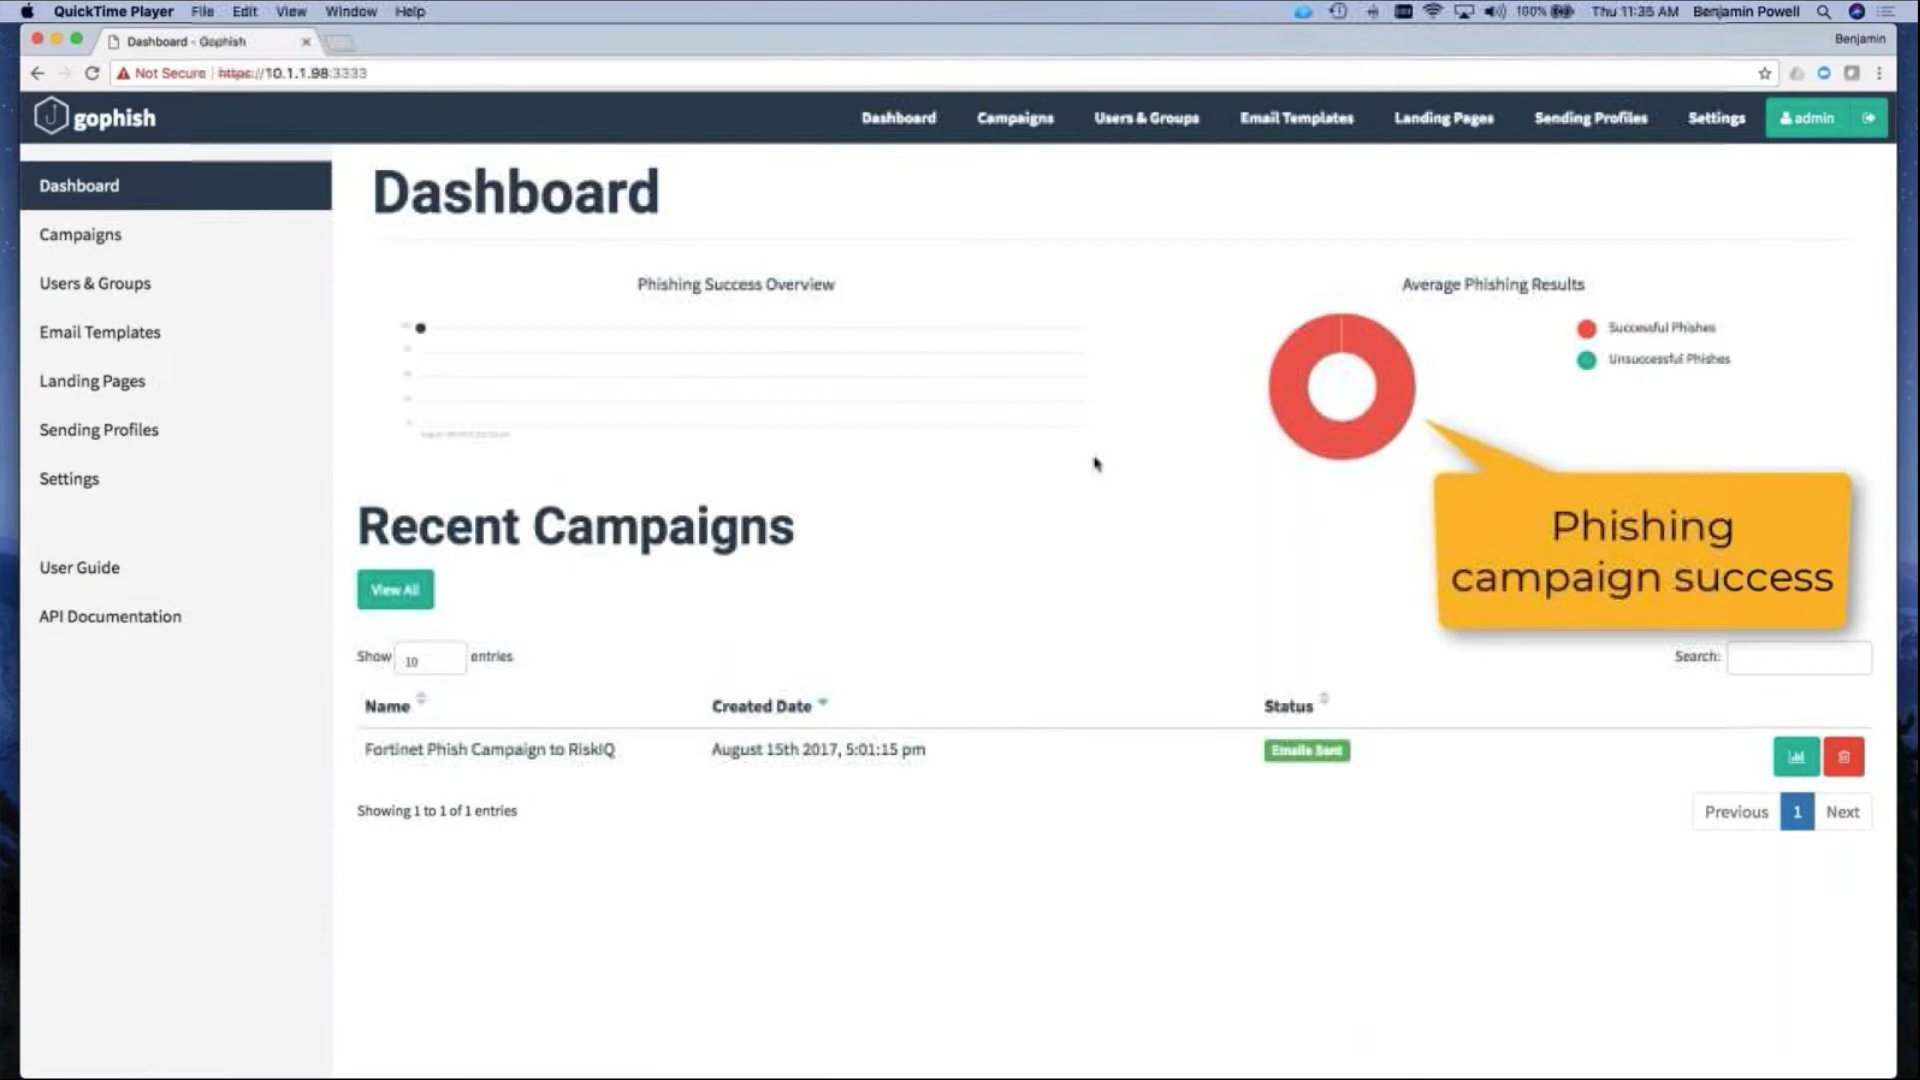 QuickTime Player File Edit View Window Help 100% Thu 11:35 AM Benjamin Powell
Dashboard - Gophish Benjamin
Not Secure https://10.1.1.98:3333
gophish Dashboard Campaigns Users & Groups Email Templates Landing Pages Sending Profiles Settings admin
Dashboard
Campaigns
Users & Groups
Email Templates
Landing Pages
Sending Profiles
Settings
User Guide
API Documentation
Dashboard
Phishing Success Overview
Average Phishing Results
Successful Phishes
Unsuccessful Phishes
Phishing
campaign success
Recent Campaigns
View All
Show 10 entries Search:
Name Created Date Status
Fortinet Phish Campaign to RiskIQ August 15th 2017, 5:01:15 pm Emails Sent
Showing 1 to 1 of 1 entries Previous 1 Next